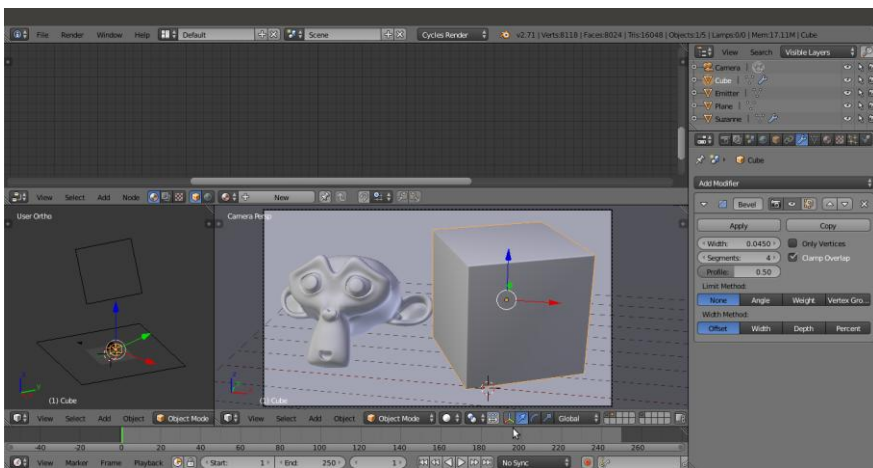 File Render Window Help Default Scene Cycles Render v2.71 | Verts:8118 | Faces:8024 | Tris:16048 | Objects:1/5 | Lamps:0/0 | Mem:17.11M | Cube
View Search Visible Layers
Camera
Cube
Emitter
Plane
Suzanne
Cube
Add Modifier
Bevel
Apply Copy
Width: 0.0450 Only Vertices
Segments: 4 Clamp Overlap
Profile: 0.50
Limit Method:
None Angle Weight Vertex Gro...
Width Method:
Offset Width Depth Percent
View Select Add Node New
User Ortho Camera Persp
(1) Cube (1) Cube
View Select Add Object Object Mode View Select Add Object Object Mode Global
-40 -20 0 20 40 60 80 100 120 140 160 180 200 220 240 260
View Marker Frame Playback Start: 1 End: 250 1 No Sync